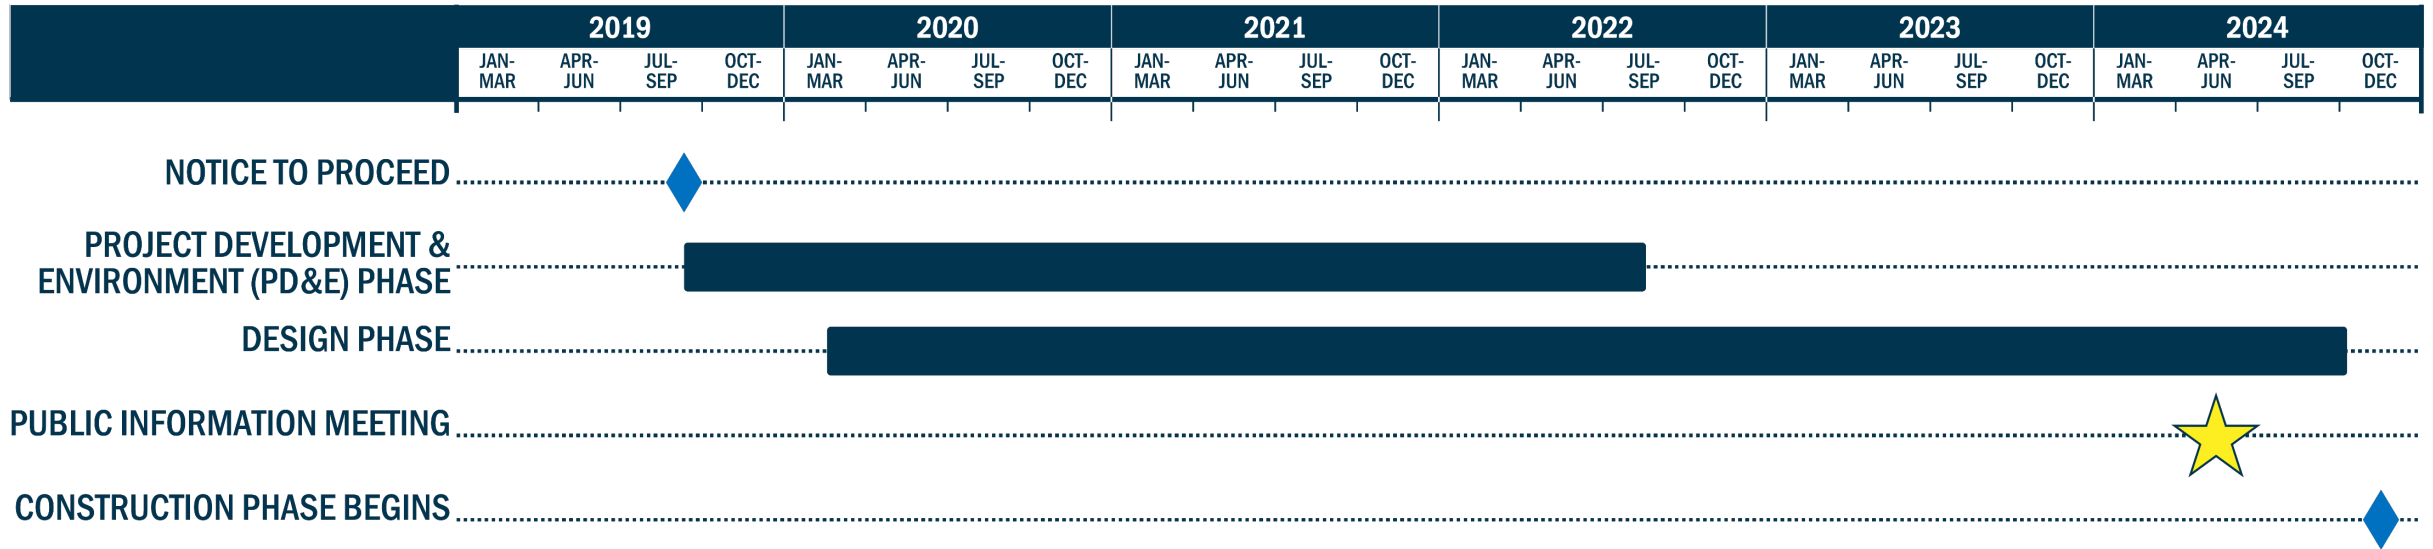 2019 2020 2021 2022 2023 2024
JAN- APR- JUL- OCT- JAN- APR- JUL- OCT- JAN- APR- JUL- OCT- JAN- APR- JUL- OCT- JAN- APR- JUL- OCT- JAN- APR- JUL- OCT-
MAR JUN SEP DEC MAR JUN SEP DEC MAR JUN SEP DEC MAR JUN SEP DEC MAR JUN SEP DEC MAR JUN SEP DEC
NOTICE TO PROCEED
PROJECT DEVELOPMENT &
ENVIRONMENT (PD&E) PHASE
DESIGN PHASE
PUBLIC INFORMATION MEETING
CONSTRUCTION PHASE BEGINS